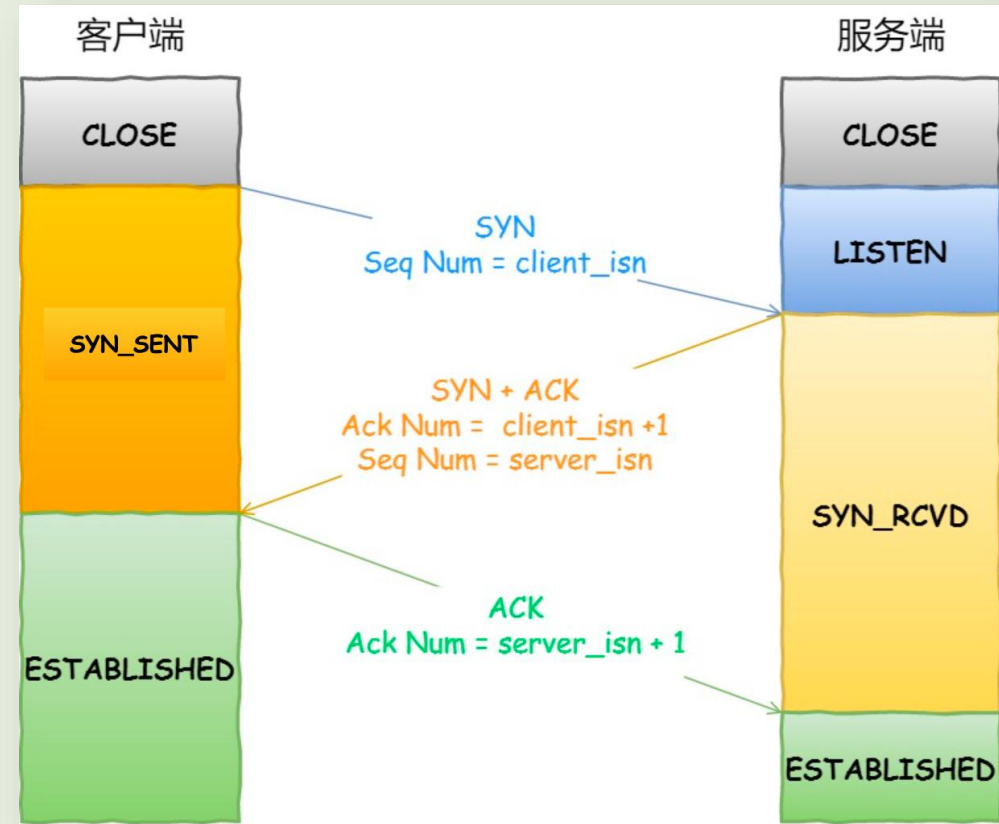 客户端
服务端
CLOSE
CLOSE
SYN
Seq Num = client_isn
LISTEN
SYN_SENT
SYN + ACK
Ack Num = client_isn +1
Seq Num = server_isn
SYN_RCVD
ACK
Ack Num = server_isn + 1
ESTABLISHED
ESTABLISHED